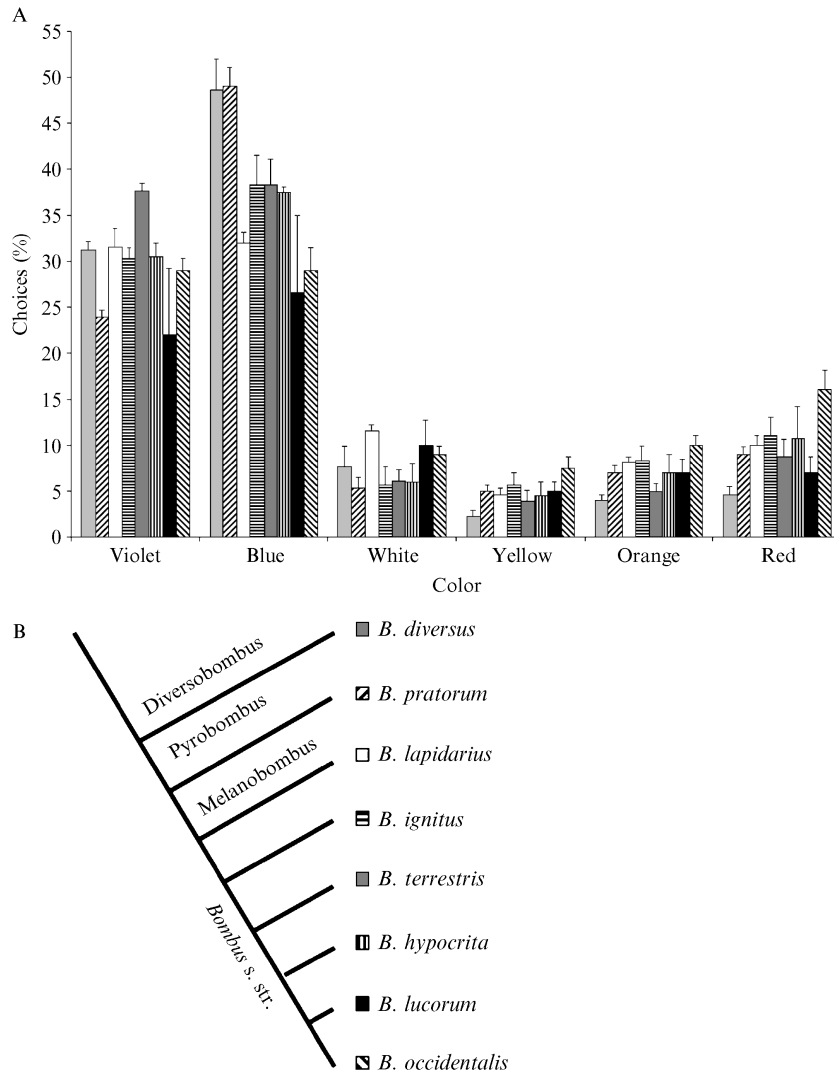 A
55
50
45
40
35
30
25
20
15
10
5
0
Choices (%)
Violet Blue White Yellow Orange Red
Color
B
Diversobombus
Pyrobombus
Melanobombus
Bombus s. str.
B. diversus
B. pratorum
B. lapidarius
B. ignitus
B. terrestris
B. hypocrita
B. lucorum
B. occidentalis